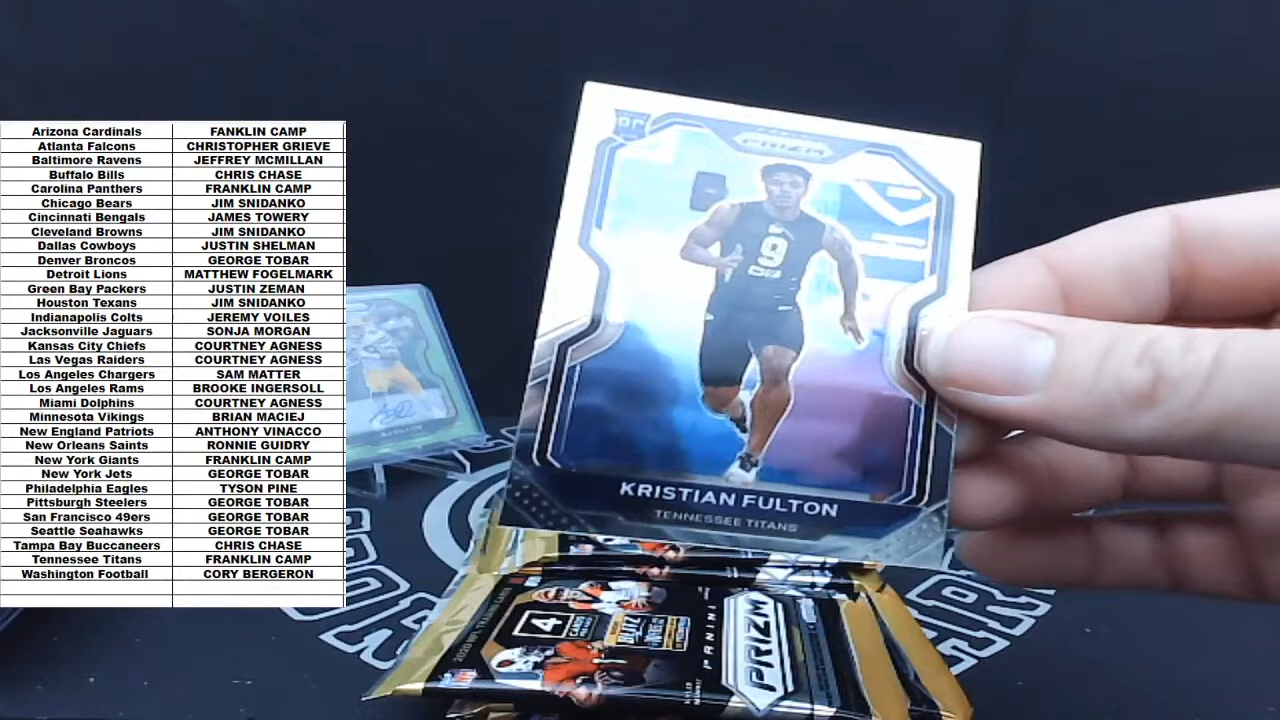 Arizona Cardinals FANKLIN CAMP
Atlanta Falcons CHRISTOPHER GRIEVE
Baltimore Ravens JEFFREY MCMILLAN
Buffalo Bills CHRIS CHASE
Carolina Panthers FRANKLIN CAMP
Chicago Bears JIM SNIDANKO
Cincinnati Bengals JAMES TOWERY
Cleveland Browns JIM SNIDANKO
Dallas Cowboys JUSTIN SHELMAN
Denver Broncos GEORGE TOBAR
Detroit Lions MATTHEW FOGELMARK
Green Bay Packers JUSTIN ZEMAN
Houston Texans JIM SNIDANKO
Indianapolis Colts JEREMY VOILES
Jacksonville Jaguars SONJA MORGAN
Kansas City Chiefs COURTNEY AGNESS
Las Vegas Raiders COURTNEY AGNESS
Los Angeles Chargers SAM MATTER
Los Angeles Rams BROOKE INGERSOLL
Miami Dolphins COURTNEY AGNESS
Minnesota Vikings BRIAN MACIEJ
New England Patriots ANTHONY VINACCO
New Orleans Saints RONNIE GUIDRY
New York Giants FRANKLIN CAMP
New York Jets GEORGE TOBAR
Philadelphia Eagles TYSON PINE
Pittsburgh Steelers GEORGE TOBAR
San Francisco 49ers GEORGE TOBAR
Seattle Seahawks GEORGE TOBAR
Tampa Bay Buccaneers CHRIS CHASE
Tennessee Titans FRANKLIN CAMP
Washington Football CORY BERGERON
RC
PRIZM
9
KRISTIAN FULTON
TENNESSEE TITANS
2020 NFL TRADING CARDS
4
CARDS
BLITZ
PANINI
PRIZM
NFL